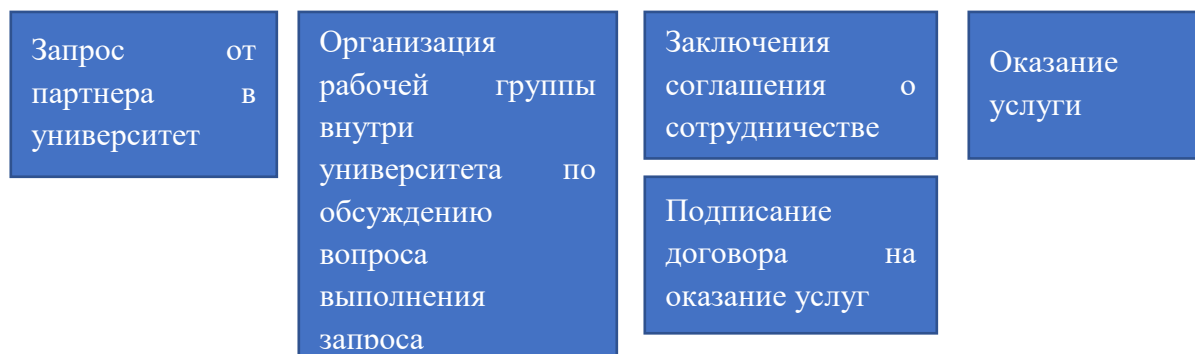 Запрос от
партнера в
университет
Организация
рабочей группы
внутри
университета по
обсуждению
вопроса
выполнения
запроса
Заключения
соглашения о
сотрудничестве
Подписание
договора на
оказание услуг
Оказание
услуги